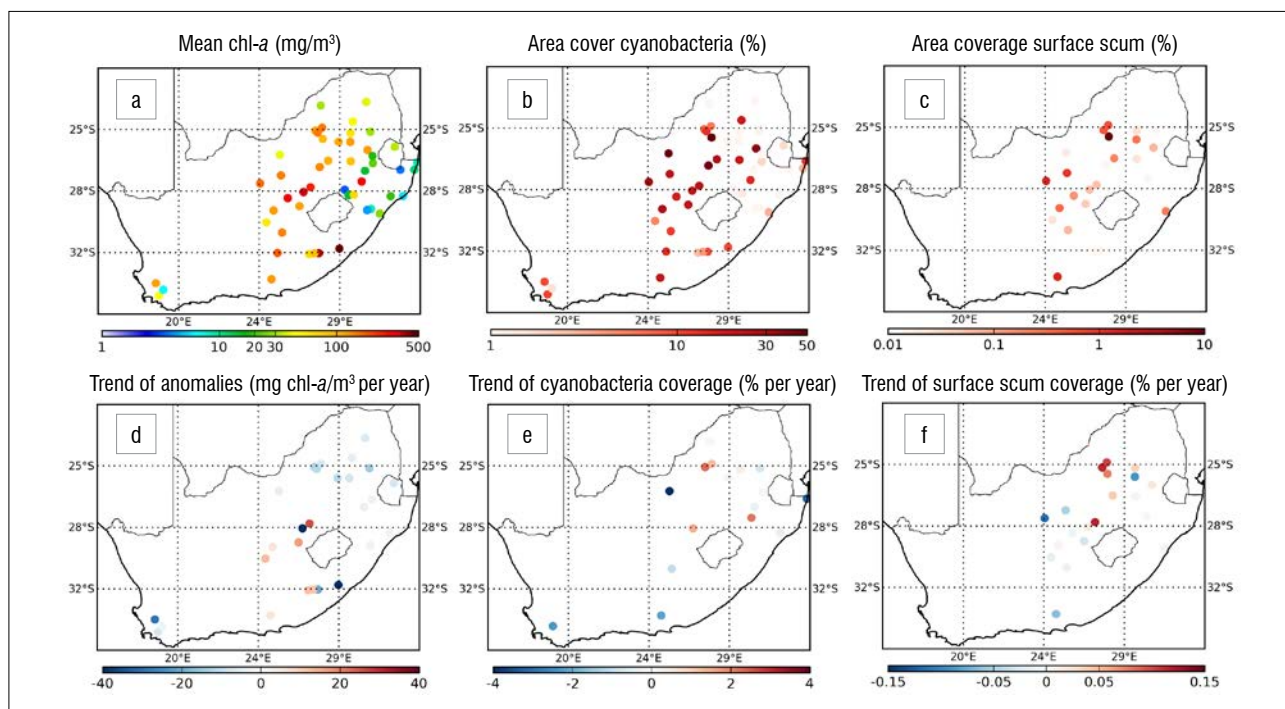 Mean chl-a (mg/m³)
a
25°S
25°S
28°S
28°S
32°S
32°S
20°E
24°E
29°E
1
10
20
30
100
500
Area cover cyanobacteria (%)
b
25°S
25°S
28°S
28°S
32°S
32°S
20°E
24°E
29°E
1
10
30
50
Area coverage surface scum (%)
c
25°S
25°S
28°S
28°S
32°S
32°S
20°E
24°E
29°E
0.01
0.1
1
10
Trend of anomalies (mg chl-a/m³ per year)
d
25°S
25°S
28°S
28°S
32°S
32°S
20°E
24°E
29°E
-40
-20
0
20
40
Trend of cyanobacteria coverage (% per year)
e
25°S
25°S
28°S
28°S
32°S
32°S
20°E
24°E
29°E
-4
-2
0
2
4
Trend of surface scum coverage (% per year)
f
25°S
25°S
28°S
28°S
32°S
32°S
20°E
24°E
29°E
-0.15
-0.05
0
0.05
0.15